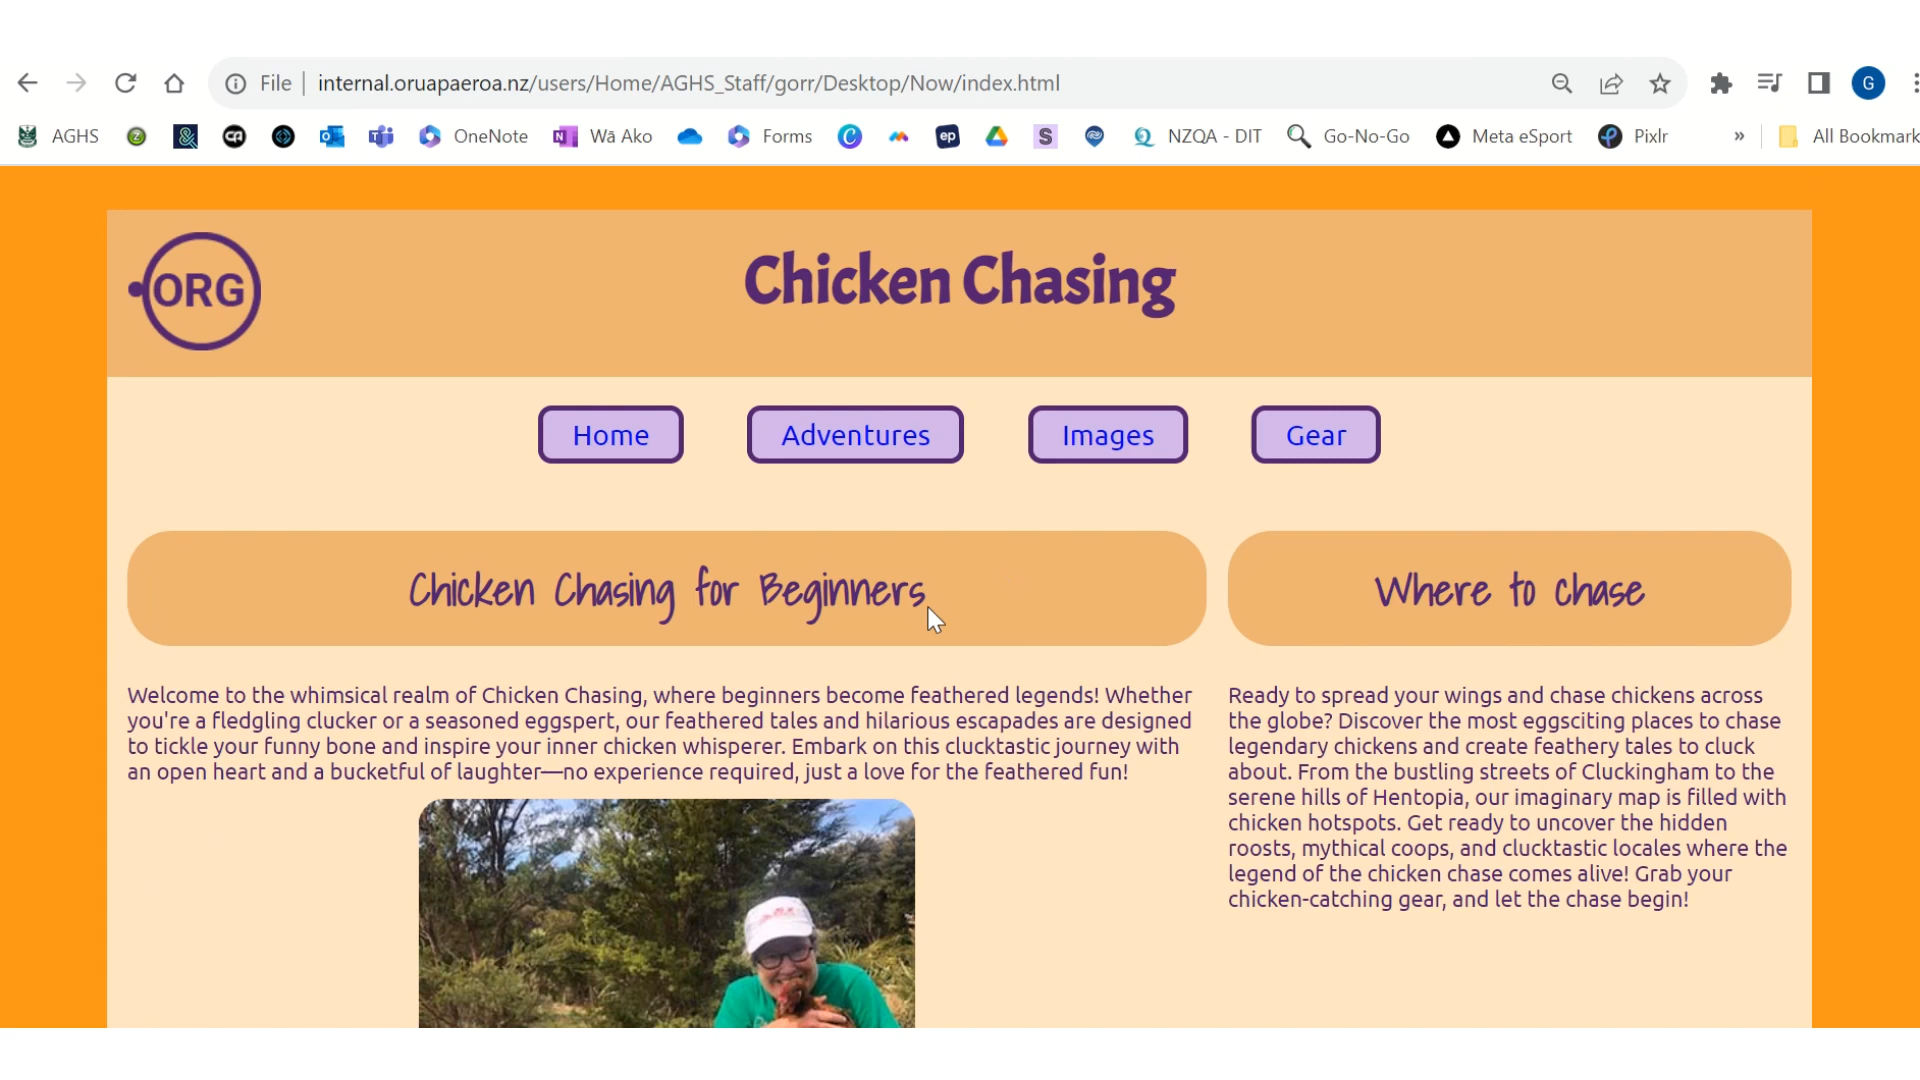 File
internal.oruapaeroa.nz/users/Home/AGHS_Staff/gorr/Desktop/Now/index.html
G
AGHS
OneNote
Wā Ako
Forms
ep
S
NZQA - DIT
Go-No-Go
Meta eSport
Pixlr
»
All Bookmark
ORG
Chicken Chasing
Home
Adventures
Images
Gear
Chicken Chasing for Beginners
Welcome to the whimsical realm of Chicken Chasing, where beginners become feathered legends! Whether
you're a fledgling clucker or a seasoned eggspert, our feathered tales and hilarious escapades are designed
to tickle your funny bone and inspire your inner chicken whisperer. Embark on this clucktastic journey with
an open heart and a bucketful of laughter—no experience required, just a love for the feathered fun!
Where to chase
Ready to spread your wings and chase chickens across
the globe? Discover the most eggsciting places to chase
legendary chickens and create feathery tales to cluck
about. From the bustling streets of Cluckingham to the
serene hills of Hentopia, our imaginary map is filled with
chicken hotspots. Get ready to uncover the hidden
roosts, mythical coops, and clucktastic locales where the
legend of the chicken chase comes alive! Grab your
chicken-catching gear, and let the chase begin!